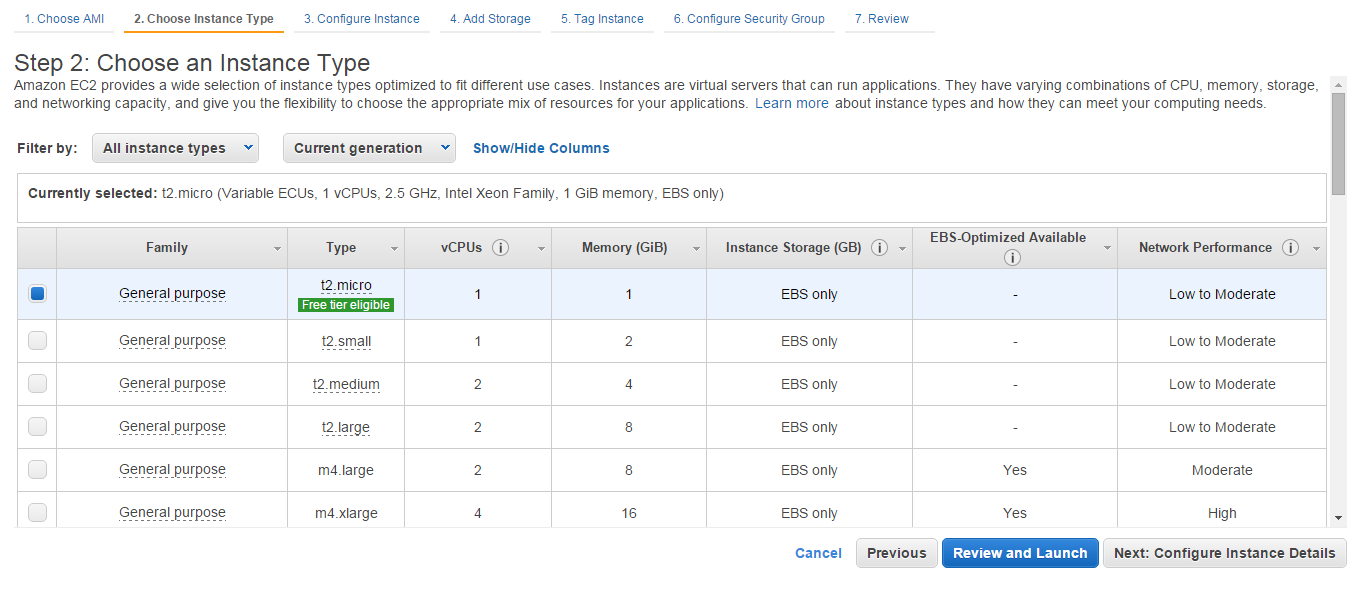 1. Choose AMI 2. Choose Instance Type 3. Configure Instance 4. Add Storage 5. Tag Instance 6. Configure Security Group 7. Review
Step 2: Choose an Instance Type
Amazon EC2 provides a wide selection of instance types optimized to fit different use cases. Instances are virtual servers that can run applications. They have varying combinations of CPU, memory, storage,
and networking capacity, and give you the flexibility to choose the appropriate mix of resources for your applications. Learn more about instance types and how they can meet your computing needs.
Filter by: All instance types Current generation Show/Hide Columns
Currently selected: t2.micro (Variable ECUs, 1 vCPUs, 2.5 GHz, Intel Xeon Family, 1 GiB memory, EBS only)
Family Type vCPUs i Memory (GiB) Instance Storage (GB) i EBS-Optimized Available i Network Performance i
General purpose t2.micro Free tier eligible 1 1 EBS only - Low to Moderate
General purpose t2.small 1 2 EBS only - Low to Moderate
General purpose t2.medium 2 4 EBS only - Low to Moderate
General purpose t2.large 2 8 EBS only - Low to Moderate
General purpose m4.large 2 8 EBS only Yes Moderate
General purpose m4.xlarge 4 16 EBS only Yes High
Cancel Previous Review and Launch Next: Configure Instance Details